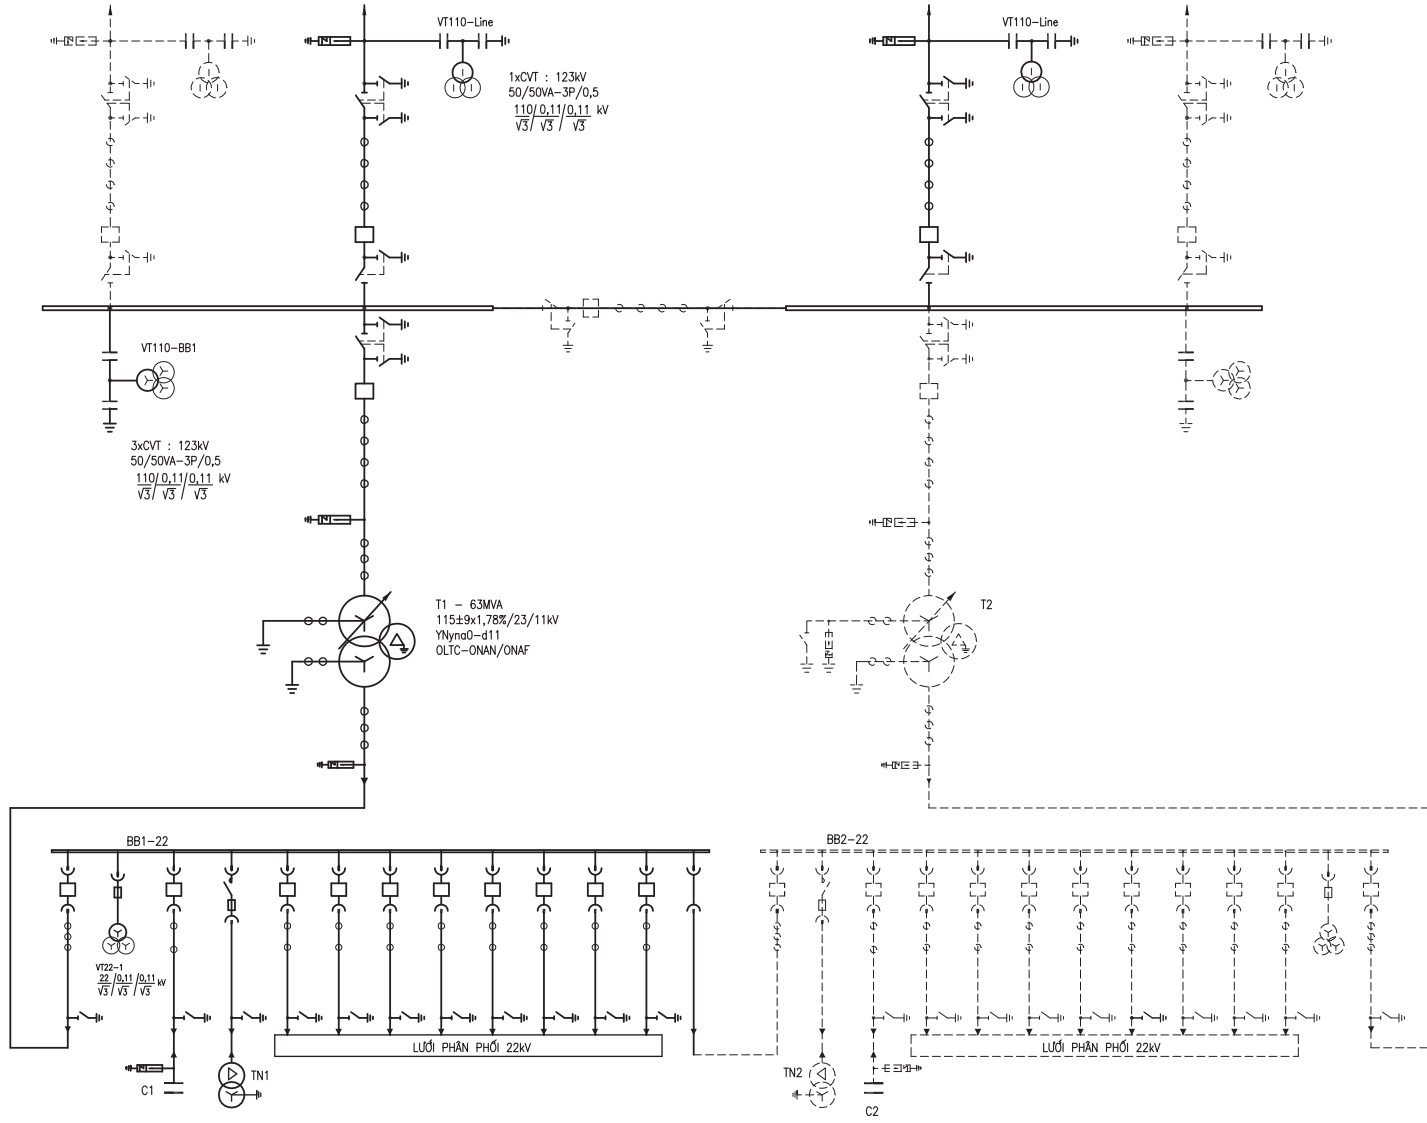 VT110-Line
VT110-Line
1xCVT : 123kV
50/50VA-3P/0,5
110/0,11/0,11 kV
√3/√3/√3
VT110-BB1
3xCVT : 123kV
50/50VA-3P/0,5
110/0,11/0,11 kV
√3/√3/√3
T1 - 63MVA
115±9x1,78%/23/11kV
YNyna0-d11
OLTC-ONAN/ONAF
T2
BB1-22
BB2-22
VT22-1
22/0,11/0,11 kV
√3/√3/√3
LƯỚI PHÂN PHỐI 22kV
LƯỚI PHÂN PHỐI 22kV
C1
TN1
TN2
C2